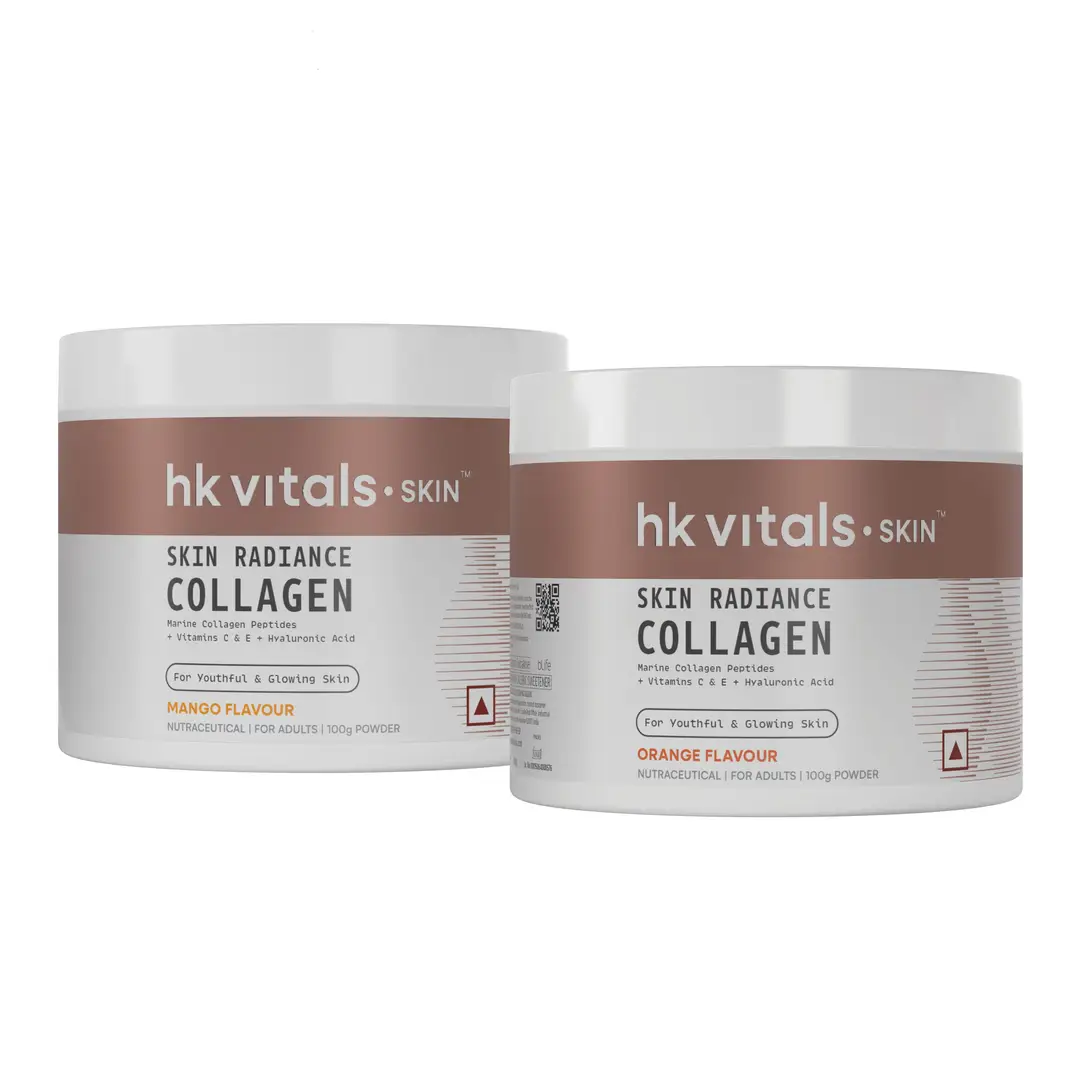 hk vitals • SKIN™
SKIN RADIANCE
COLLAGEN
Marine Collagen Peptides
+ Vitamins C & E + Hyaluronic Acid
For Youthful & Glowing Skin
MANGO FLAVOUR
NUTRACEUTICAL | FOR ADULTS | 100g POWDER
hk vitals • SKIN™
SKIN RADIANCE
COLLAGEN
Marine Collagen Peptides
+ Vitamins C & E + Hyaluronic Acid
For Youthful & Glowing Skin
ORANGE FLAVOUR
NUTRACEUTICAL | FOR ADULTS | 100g POWDER
SWEETENER